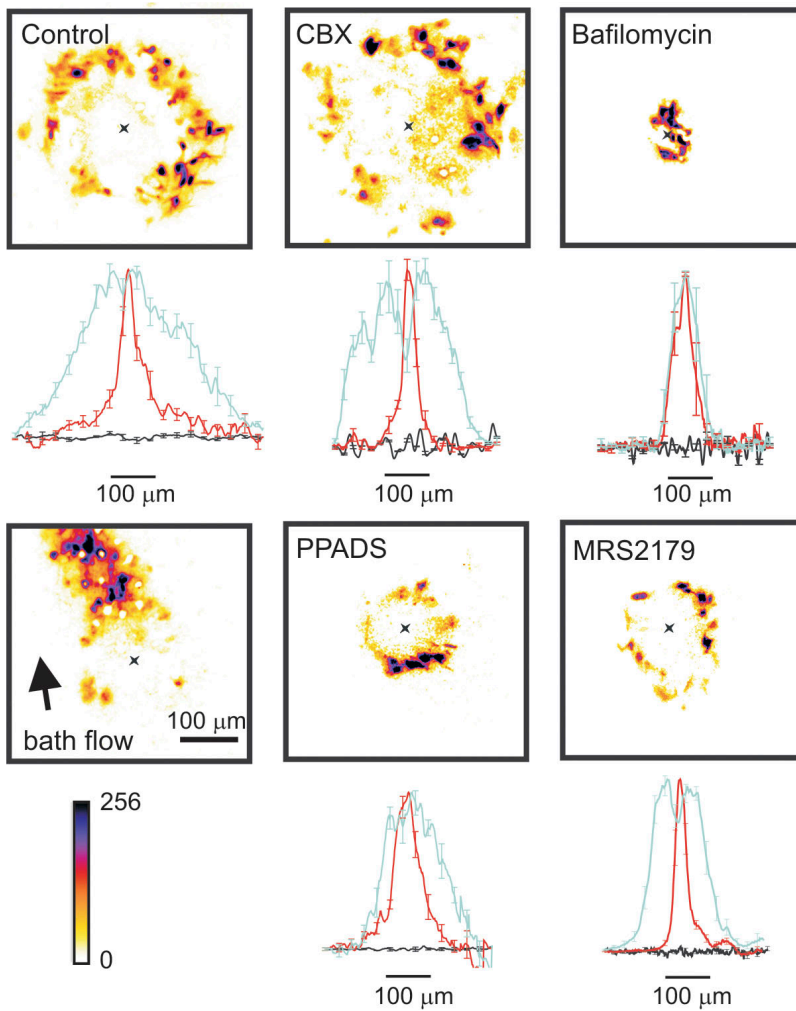 Control
CBX
Bafilomycin
100 μm
100 μm
100 μm
PPADS
MRS2179
100 μm
bath flow
256
0
100 μm
100 μm